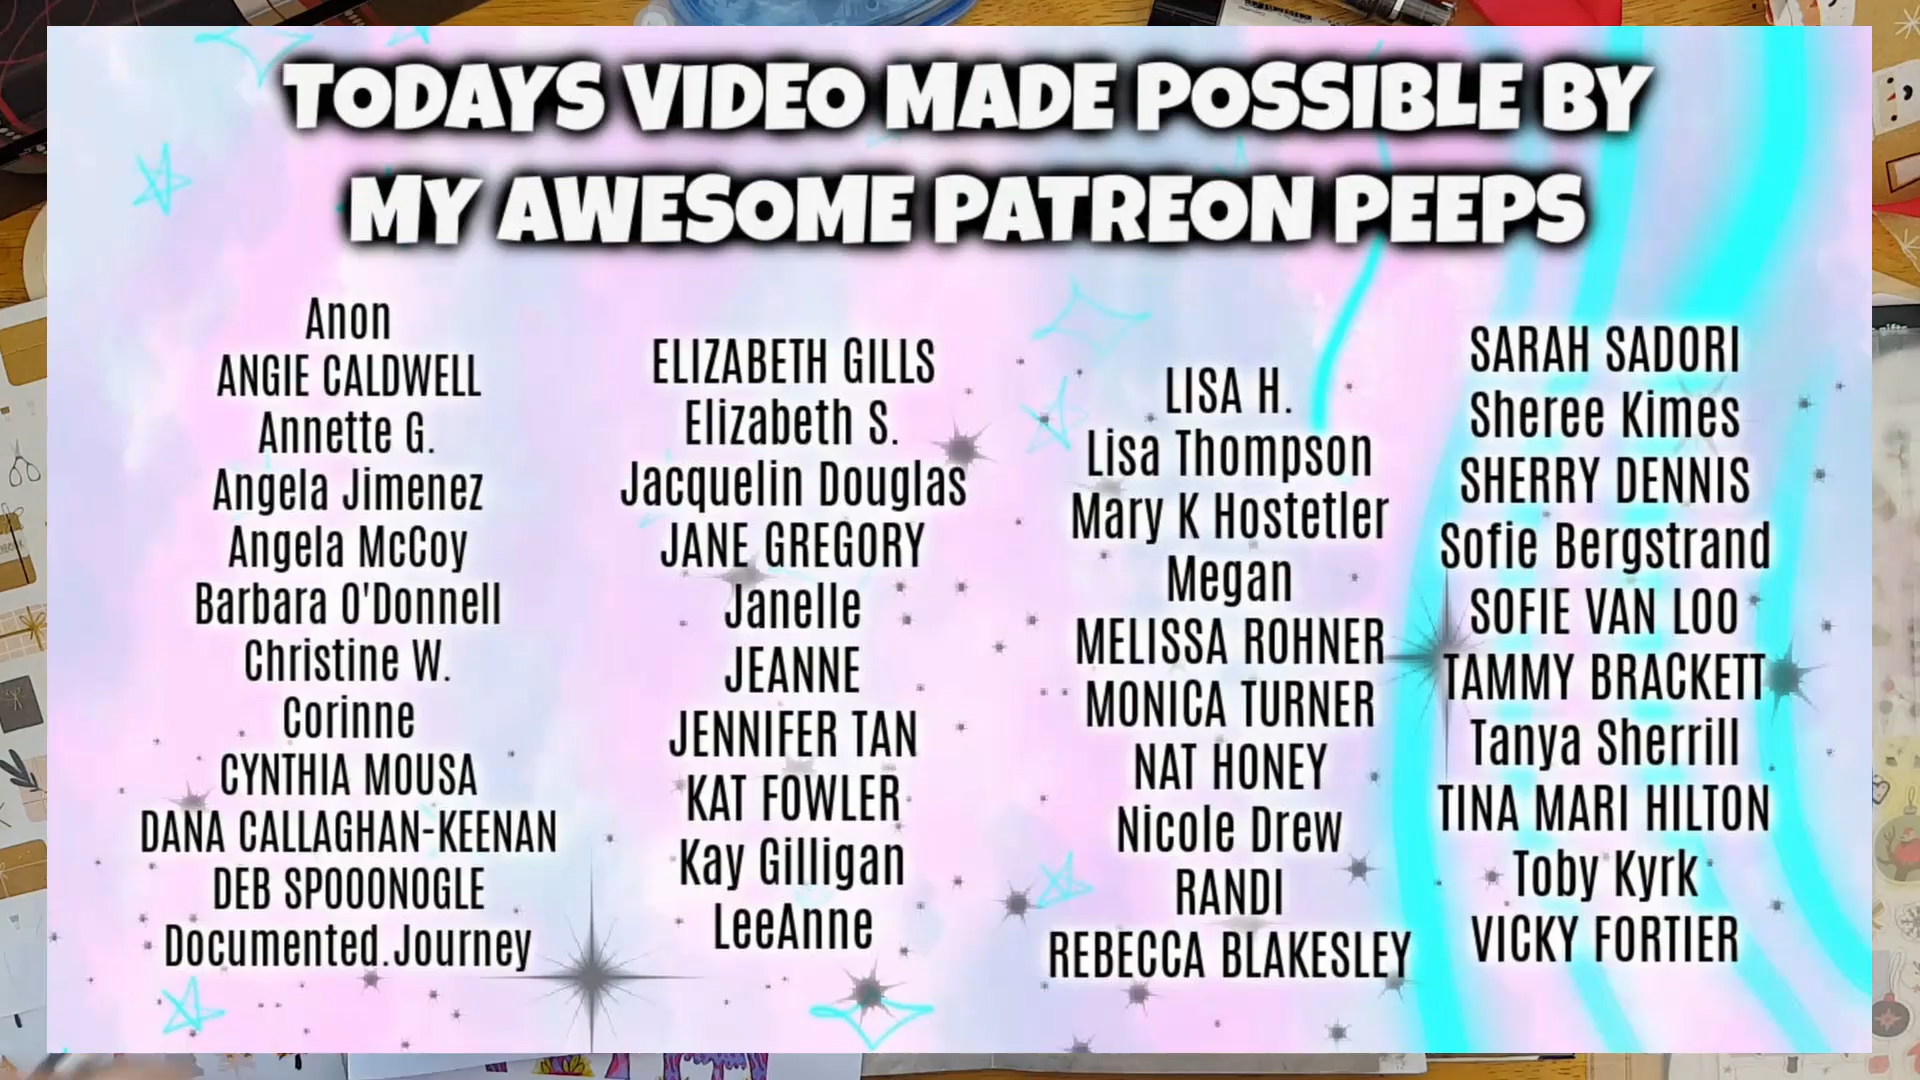 TODAYS VIDEO MADE POSSIBLE BY
MY AWESOME PATREON PEEPS
Anon
ANGIE CALDWELL
Annette G.
Angela Jimenez
Angela McCoy
Barbara O'Donnell
Christine W.
Corinne
CYNTHIA MOUSA
DANA CALLAGHAN-KEENAN
DEB SPOOONOGLE
Documented.Journey
ELIZABETH GILLS
Elizabeth S.
Jacquelin Douglas
JANE GREGORY
Janelle
JEANNE
JENNIFER TAN
KAT FOWLER
Kay Gilligan
LeeAnne
LISA H.
Lisa Thompson
Mary K Hostetler
Megan
MELISSA ROHNER
MONICA TURNER
NAT HONEY
Nicole Drew
RANDI
REBECCA BLAKESLEY
SARAH SADORI
Sheree Kimes
SHERRY DENNIS
Sofie Bergstrand
SOFIE VAN LOO
TAMMY BRACKETT
Tanya Sherrill
TINA MARI HILTON
Toby Kyrk
VICKY FORTIER